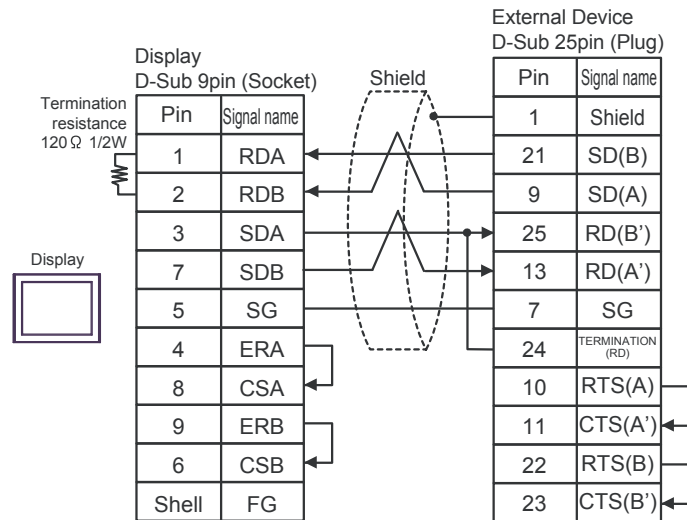 External Device
D-Sub 25pin (Plug)
Display
D-Sub 9pin (Socket)
Shield
Termination
resistance
120Ω 1/2W
Display
Pin Signal name
1 RDA
2 RDB
3 SDA
7 SDB
5 SG
4 ERA
8 CSA
9 ERB
6 CSB
Shell FG
Pin Signal name
1 Shield
21 SD(B)
9 SD(A)
25 RD(B’)
13 RD(A’)
7 SG
24 TERMINATION
(RD)
10 RTS(A)
11 CTS(A’)
22 RTS(B)
23 CTS(B’)